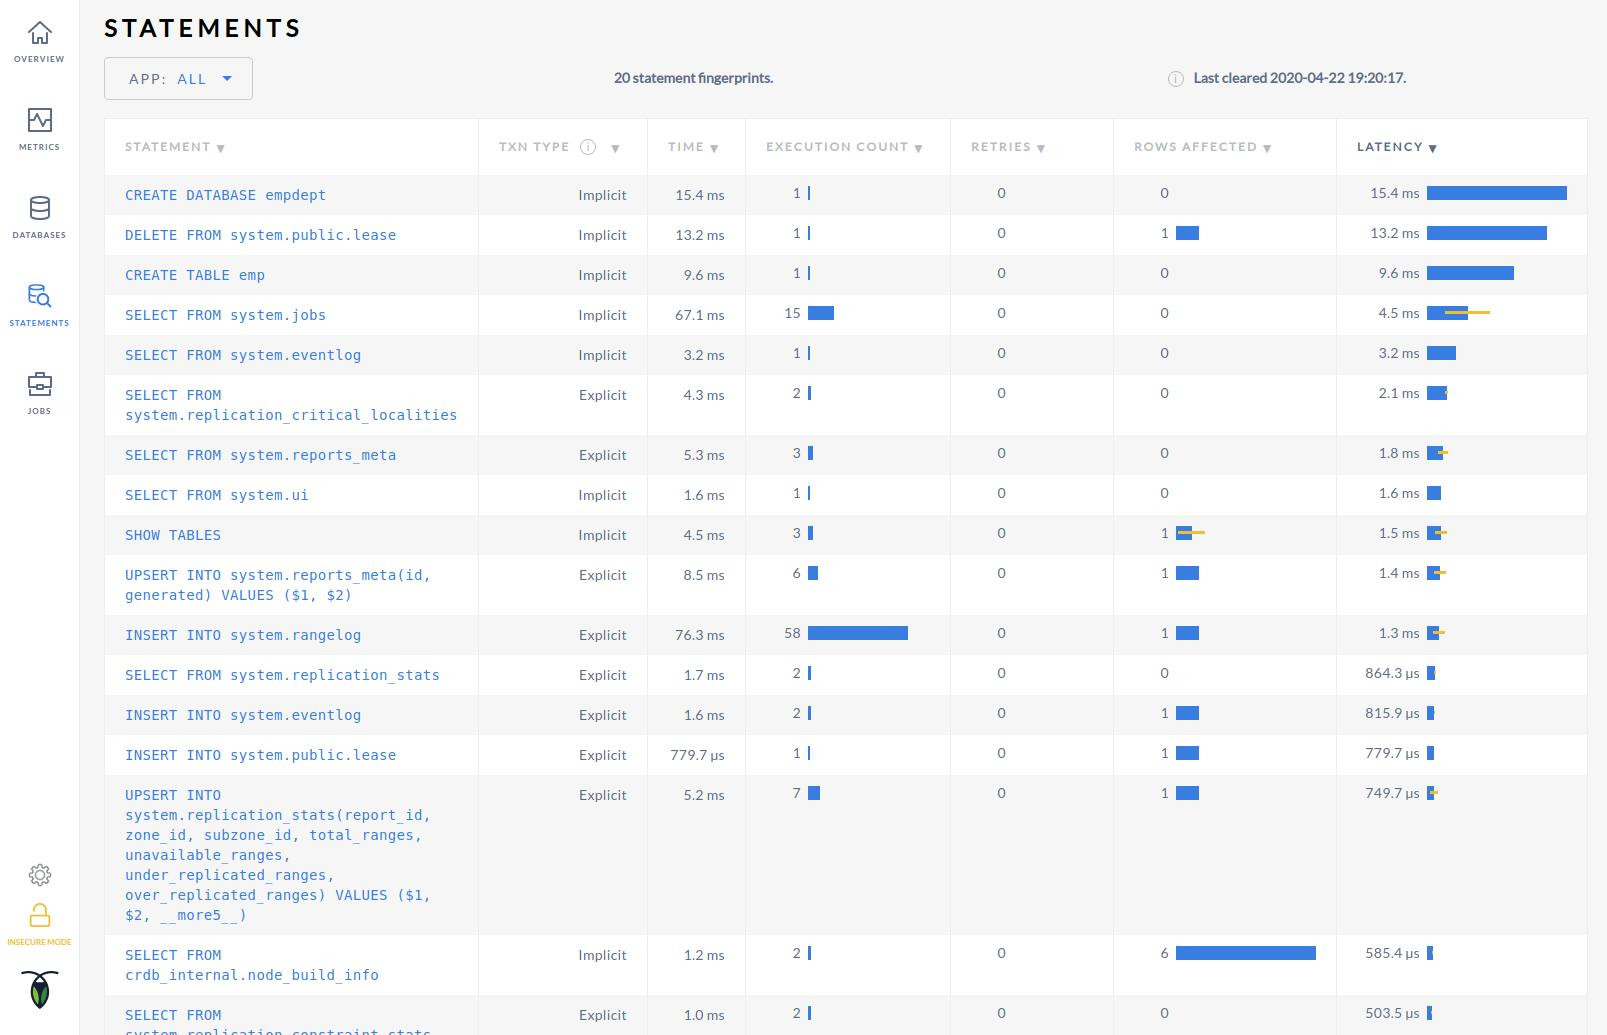 STATEMENTS
APP: ALL
20 statement fingerprints.
Last cleared 2020-04-22 19:20:17.
OVERVIEW
METRICS
DATABASES
STATEMENTS
JOBS
INSECURE MODE
STATEMENT ▼ TXN TYPE ⓘ ▼ TIME ▼ EXECUTION COUNT ▼ RETRIES ▼ ROWS AFFECTED ▼ LATENCY ▼
CREATE DATABASE empdept Implicit 15.4 ms 1 0 0 15.4 ms
DELETE FROM system.public.lease Implicit 13.2 ms 1 0 1 13.2 ms
CREATE TABLE emp Implicit 9.6 ms 1 0 0 9.6 ms
SELECT FROM system.jobs Implicit 67.1 ms 15 0 0 4.5 ms
SELECT FROM system.eventlog Implicit 3.2 ms 1 0 0 3.2 ms
SELECT FROM Explicit 4.3 ms 2 0 0 2.1 ms
system.replication_critical_localities
SELECT FROM system.reports_meta Explicit 5.3 ms 3 0 0 1.8 ms
SELECT FROM system.ui Implicit 1.6 ms 1 0 0 1.6 ms
SHOW TABLES Implicit 4.5 ms 3 0 1 1.5 ms
UPSERT INTO system.reports_meta(id, Explicit 8.5 ms 6 0 1 1.4 ms
generated) VALUES ($1, $2)
INSERT INTO system.rangelog Explicit 76.3 ms 58 0 1 1.3 ms
SELECT FROM system.replication_stats Explicit 1.7 ms 2 0 0 864.3 µs
INSERT INTO system.eventlog Explicit 1.6 ms 2 0 1 815.9 µs
INSERT INTO system.public.lease Explicit 779.7 µs 1 0 1 779.7 µs
UPSERT INTO Explicit 5.2 ms 7 0 1 749.7 µs
system.replication_stats(report_id,
zone_id, subzone_id, total_ranges,
unavailable_ranges,
under_replicated_ranges,
over_replicated_ranges) VALUES ($1,
$2, __more5__)
SELECT FROM Implicit 1.2 ms 2 0 6 585.4 µs
crdb_internal.node_build_info
SELECT FROM Explicit 1.0 ms 2 0 0 503.5 µs
system.replication_constraint_stats